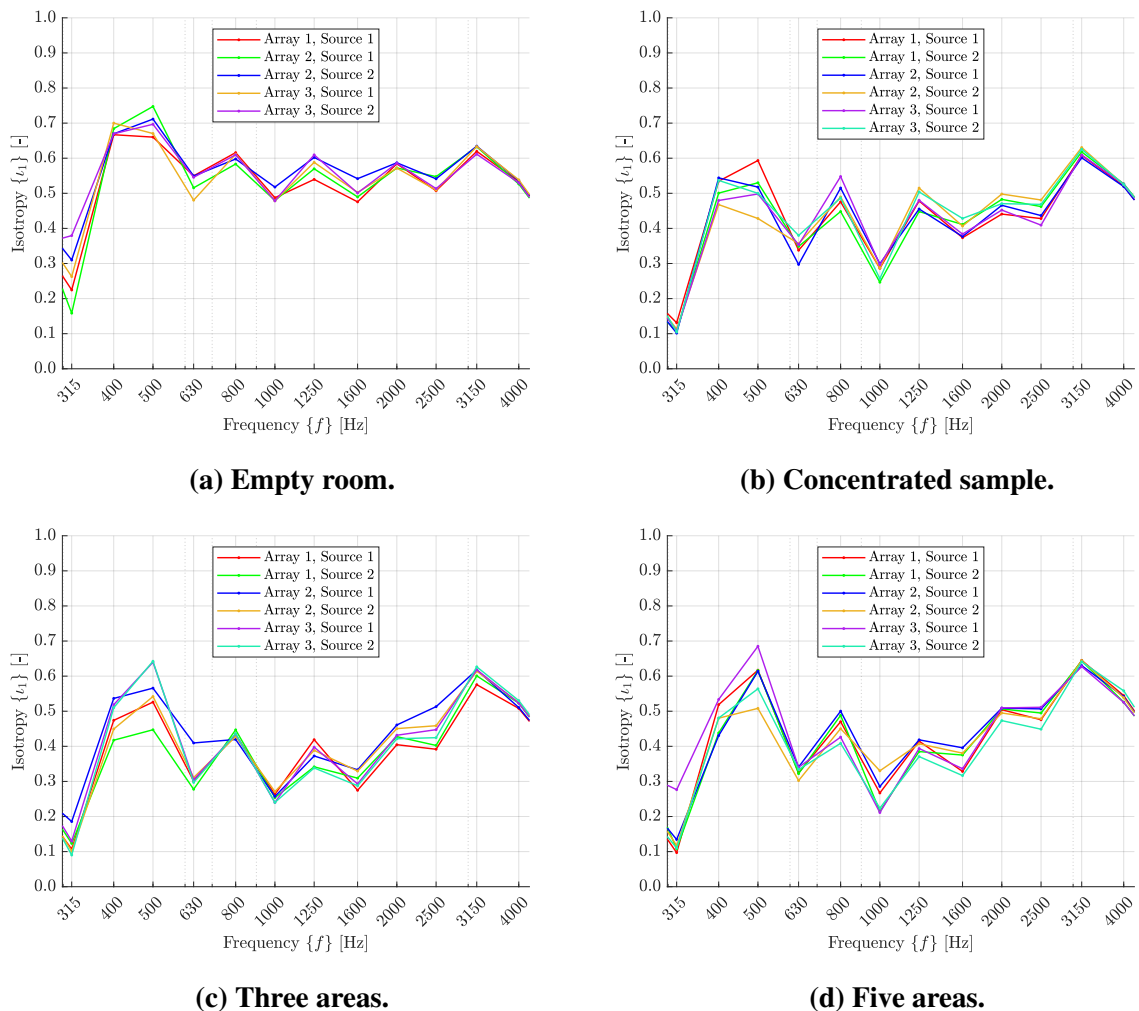 1.0
0.9
0.8
0.7
0.6
0.5
0.4
0.3
0.2
0.1
0.0
Isotropy {ι₁} [-]
Array 1, Source 1
Array 2, Source 1
Array 2, Source 2
Array 3, Source 1
Array 3, Source 2
315 400 500 630 800 1000 1250 1600 2000 2500 3150 4000
Frequency {f} [Hz]
(a) Empty room.
1.0
0.9
0.8
0.7
0.6
0.5
0.4
0.3
0.2
0.1
0.0
Isotropy {ι₁} [-]
Array 1, Source 1
Array 1, Source 2
Array 2, Source 1
Array 2, Source 2
Array 3, Source 1
Array 3, Source 2
315 400 500 630 800 1000 1250 1600 2000 2500 3150 4000
Frequency {f} [Hz]
(b) Concentrated sample.
1.0
0.9
0.8
0.7
0.6
0.5
0.4
0.3
0.2
0.1
0.0
Isotropy {ι₁} [-]
Array 1, Source 1
Array 1, Source 2
Array 2, Source 1
Array 2, Source 2
Array 3, Source 1
Array 3, Source 2
315 400 500 630 800 1000 1250 1600 2000 2500 3150 4000
Frequency {f} [Hz]
(c) Three areas.
1.0
0.9
0.8
0.7
0.6
0.5
0.4
0.3
0.2
0.1
0.0
Isotropy {ι₁} [-]
Array 1, Source 1
Array 1, Source 2
Array 2, Source 1
Array 2, Source 2
Array 3, Source 1
Array 3, Source 2
315 400 500 630 800 1000 1250 1600 2000 2500 3150 4000
Frequency {f} [Hz]
(d) Five areas.